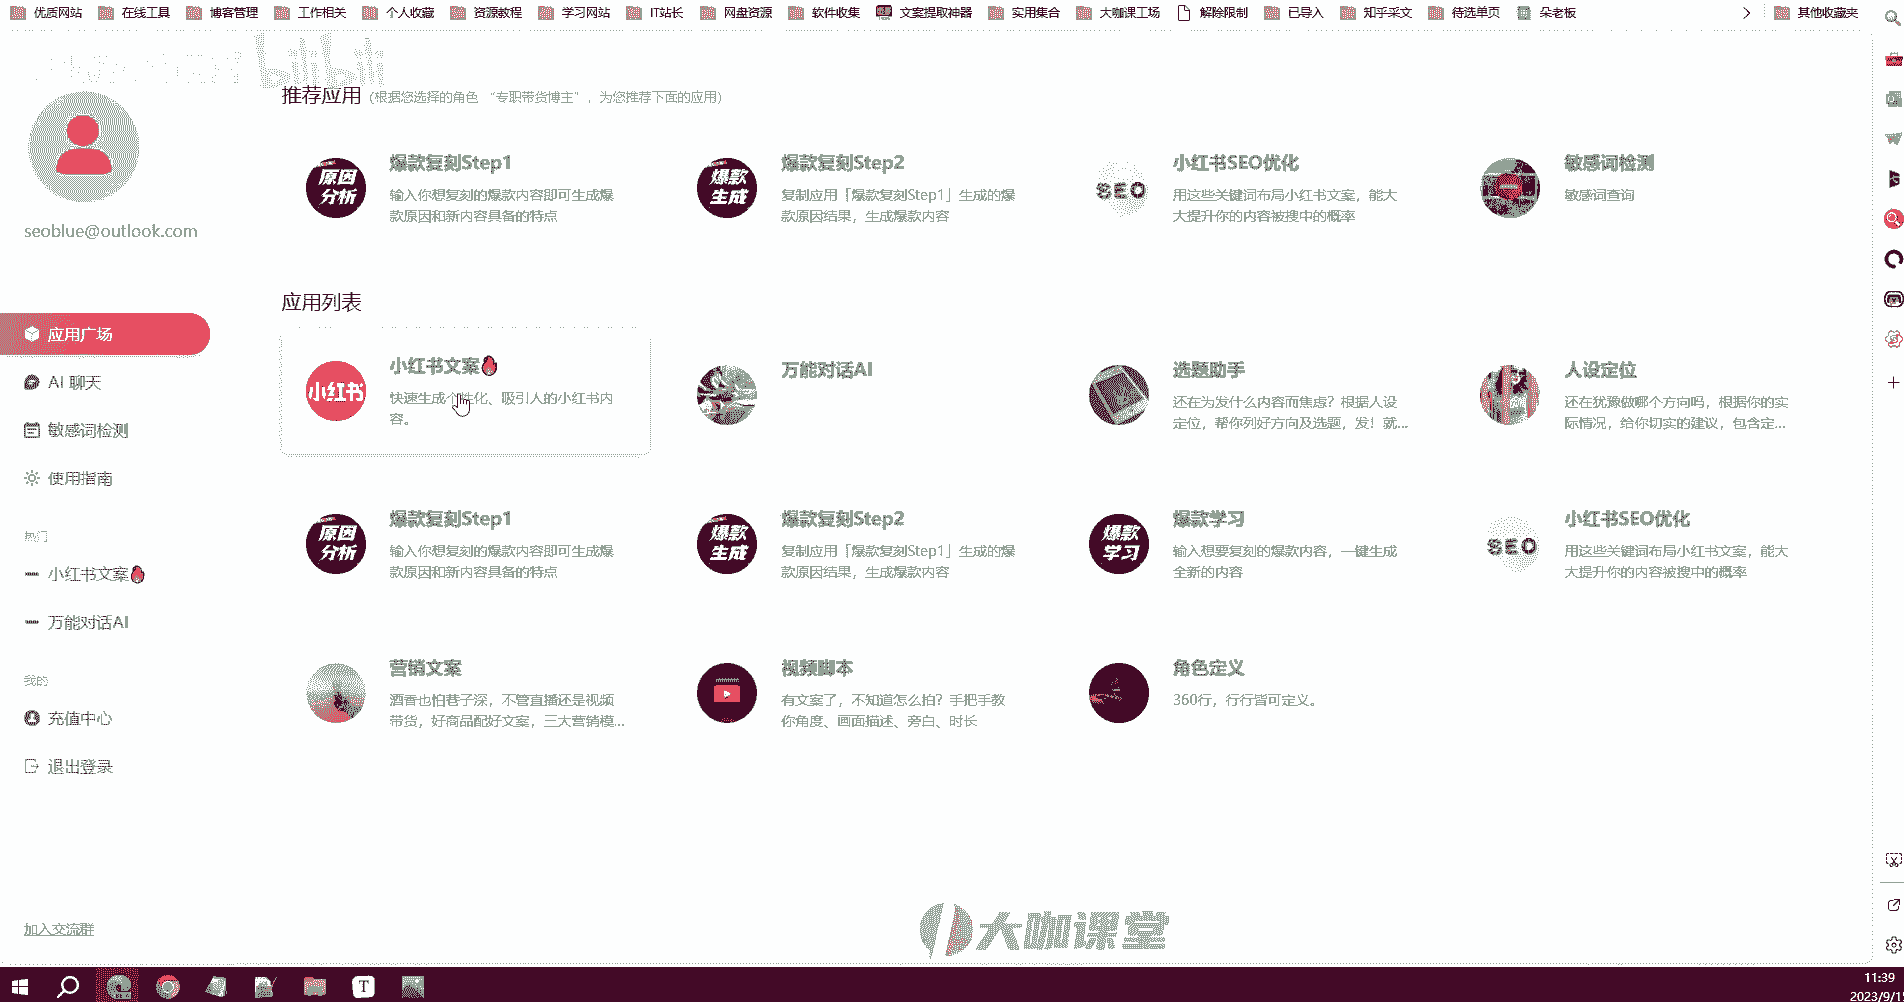 优质网站 在线工具 博客管理 工作相关 个人收藏 资源教程 学习网站 IT站长 网盘资源 软件收集 文案提取神器 实用集合 大咖课工场 解除限制 已导入 知乎采文 待选单页 朵老板 其他收藏夹
bilibili
推荐应用 (根据您选择的角色 “专职带货博主”，为您推荐下面的应用)
seoblue@outlook.com
原因分析
爆款复刻Step1
输入你想复刻的爆款内容即可生成爆
款原因和新内容具备的特点
爆款生成
爆款复刻Step2
复制应用「爆款复刻Step1」生成的爆
款原因结果，生成爆款内容
SEO
小红书SEO优化
用这些关键词布局小红书文案，能大
大提升你的内容被搜中的概率
敏感词检测
敏感词查询
应用广场
AI 聊天
敏感词检测
使用指南
热门
小红书文案
万能对话AI
我的
充值中心
退出登录
加入交流群
应用列表
小红书
小红书文案
快速生成个性化、吸引人的小红书内
容。
万能对话AI
选题助手
还在为发什么内容而焦虑？根据人设
定位，帮你列好方向及选题，发！就...
人设定位
还在犹豫做哪个方向吗，根据你的实
际情况，给你切实的建议，包含定...
原因分析
爆款复刻Step1
输入你想复刻的爆款内容即可生成爆
款原因和新内容具备的特点
爆款生成
爆款复刻Step2
复制应用「爆款复刻Step1」生成的爆
款原因结果，生成爆款内容
爆款学习
爆款学习
输入想要复刻的爆款内容，一键生成
全新的内容
SEO
小红书SEO优化
用这些关键词布局小红书文案，能大
大提升你的内容被搜中的概率
营销文案
酒香也怕巷子深，不管直播还是视频
带货，好商品配好文案，三大营销模...
视频脚本
有文案了，不知道怎么拍？手把手教
你角度、画面描述、旁白、时长
角色定义
360行，行行皆可定义。
大咖课堂
T
11:39